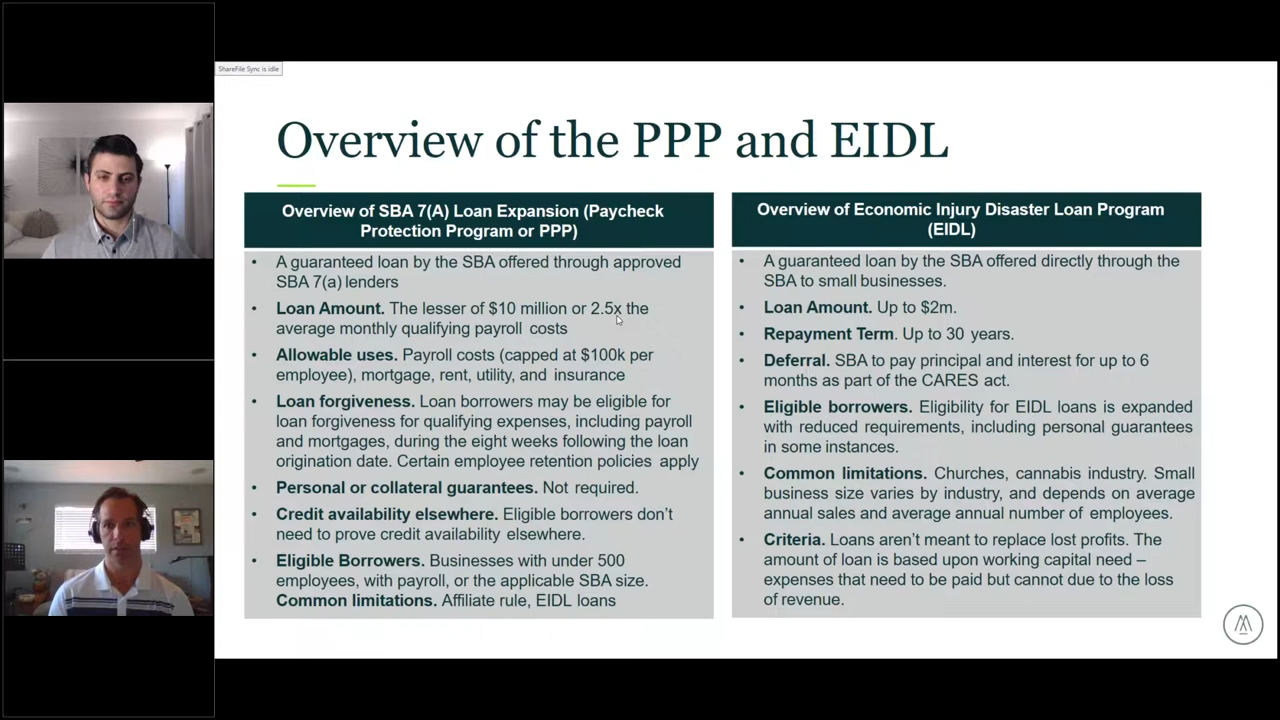 ShareFile Sync is idle
Overview of the PPP and EIDL
Overview of SBA 7(A) Loan Expansion (Paycheck
Protection Program or PPP)
• A guaranteed loan by the SBA offered through approved
SBA 7(a) lenders
• Loan Amount. The lesser of $10 million or 2.5x the
average monthly qualifying payroll costs
• Allowable uses. Payroll costs (capped at $100k per
employee), mortgage, rent, utility, and insurance
• Loan forgiveness. Loan borrowers may be eligible for
loan forgiveness for qualifying expenses, including payroll
and mortgages, during the eight weeks following the loan
origination date. Certain employee retention policies apply
• Personal or collateral guarantees. Not required.
• Credit availability elsewhere. Eligible borrowers don’t
need to prove credit availability elsewhere.
• Eligible Borrowers. Businesses with under 500
employees, with payroll, or the applicable SBA size.
Common limitations. Affiliate rule, EIDL loans
Overview of Economic Injury Disaster Loan Program
(EIDL)
• A guaranteed loan by the SBA offered directly through the
SBA to small businesses.
• Loan Amount. Up to $2m.
• Repayment Term. Up to 30 years.
• Deferral. SBA to pay principal and interest for up to 6
months as part of the CARES act.
• Eligible borrowers. Eligibility for EIDL loans is expanded
with reduced requirements, including personal guarantees
in some instances.
• Common limitations. Churches, cannabis industry. Small
business size varies by industry, and depends on average
annual sales and average annual number of employees.
• Criteria. Loans aren’t meant to replace lost profits. The
amount of loan is based upon working capital need –
expenses that need to be paid but cannot due to the loss
of revenue.